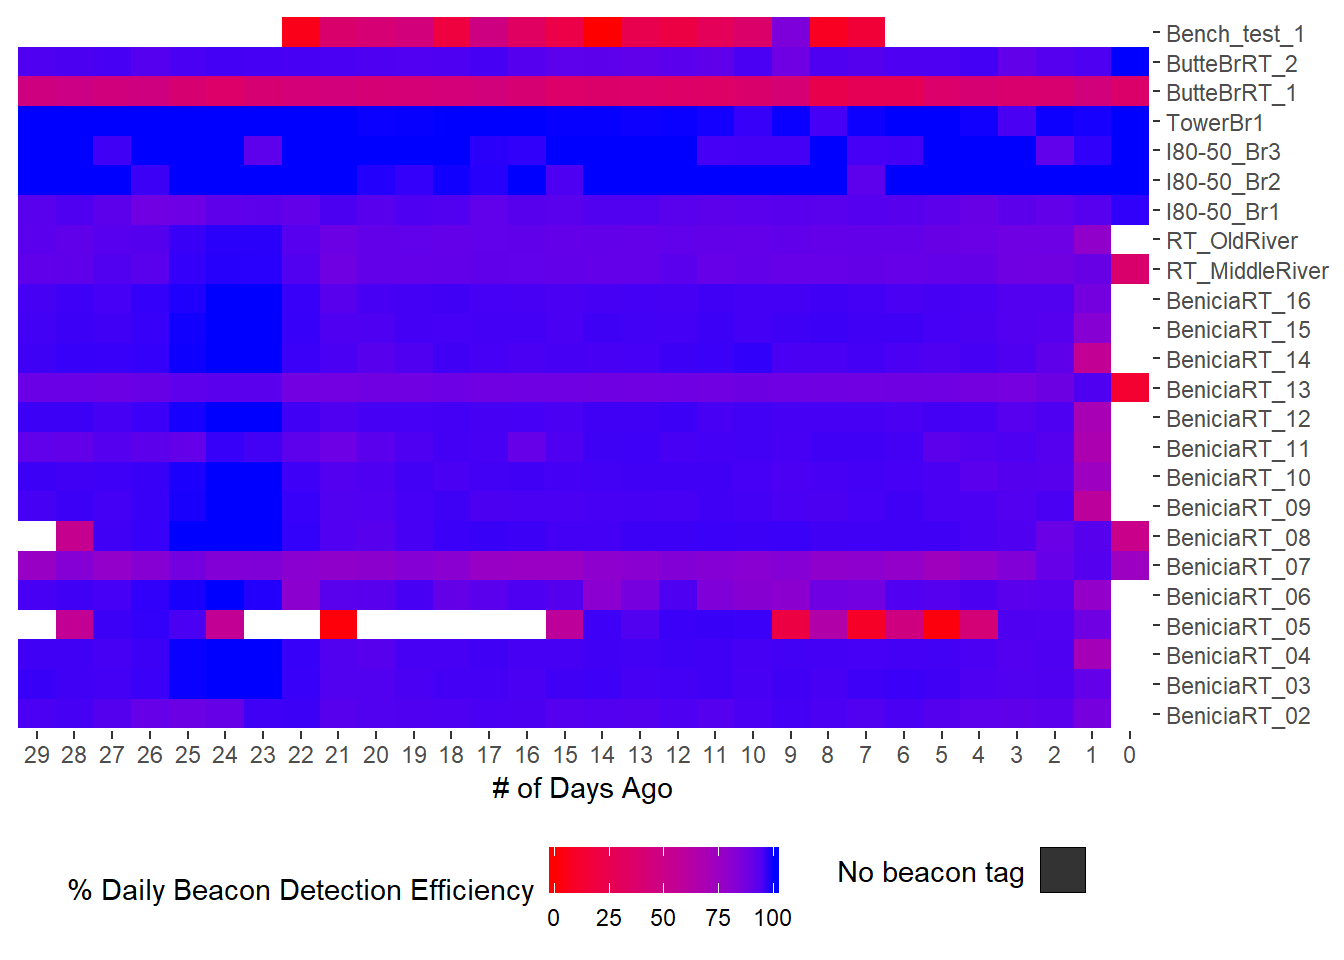 Bench_test_1
ButteBrRT_2
ButteBrRT_1
TowerBr1
I80-50_Br3
I80-50_Br2
I80-50_Br1
RT_OldRiver
RT_MiddleRiver
BeniciaRT_16
BeniciaRT_15
BeniciaRT_14
BeniciaRT_13
BeniciaRT_12
BeniciaRT_11
BeniciaRT_10
BeniciaRT_09
BeniciaRT_08
BeniciaRT_07
BeniciaRT_06
BeniciaRT_05
BeniciaRT_04
BeniciaRT_03
BeniciaRT_02
29 28 27 26 25 24 23 22 21 20 19 18 17 16 15 14 13 12 11 10 9 8 7 6 5 4 3 2 1 0
# of Days Ago
% Daily Beacon Detection Efficiency
0 25 50 75 100
No beacon tag